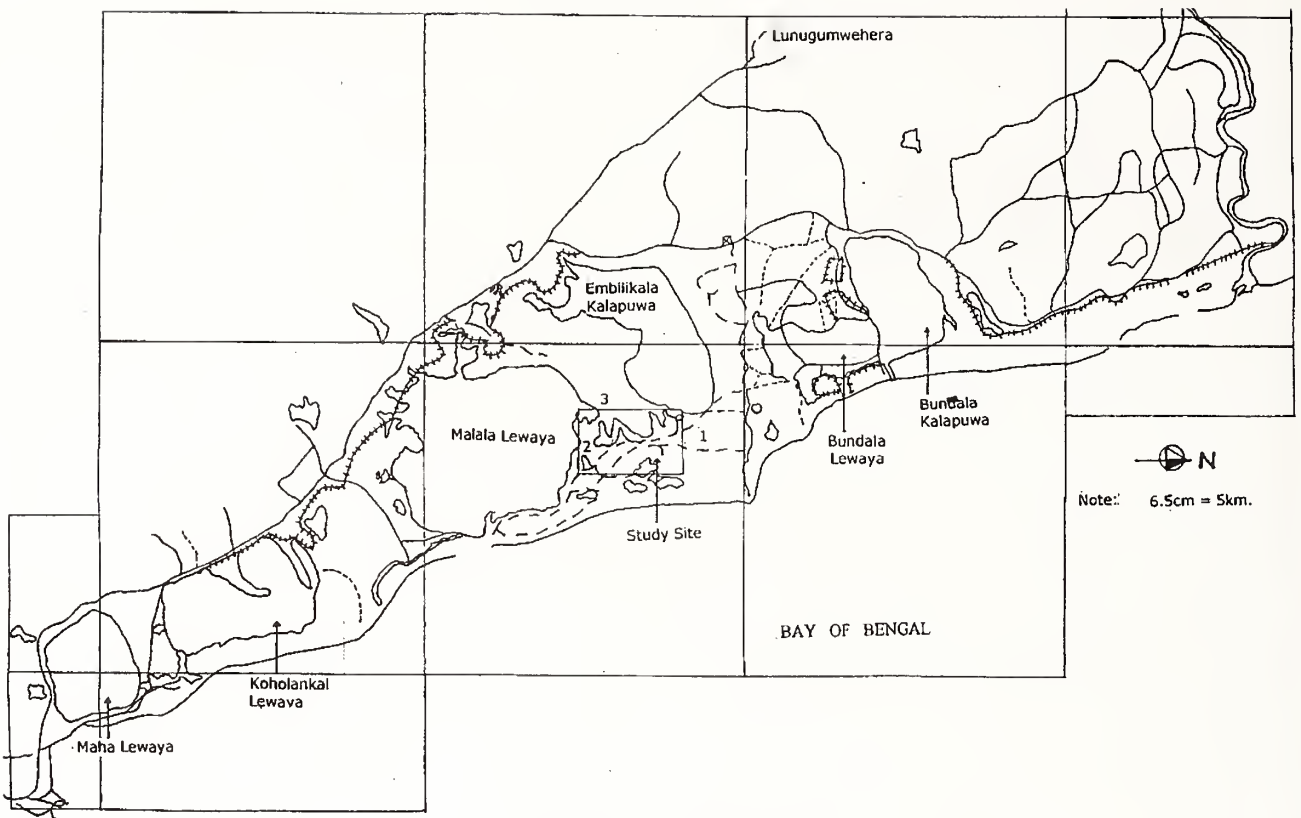 Lunugumwehera
Embilikala
Kalapuwa
3
Malala Lewaya
2
1
Bundala
Kalapuwa
Bundala
Lewaya
N
Note: 6.5cm = 5km.
Study Site
BAY OF BENGAL
Koholankal
Lewava
Maha Lewaya